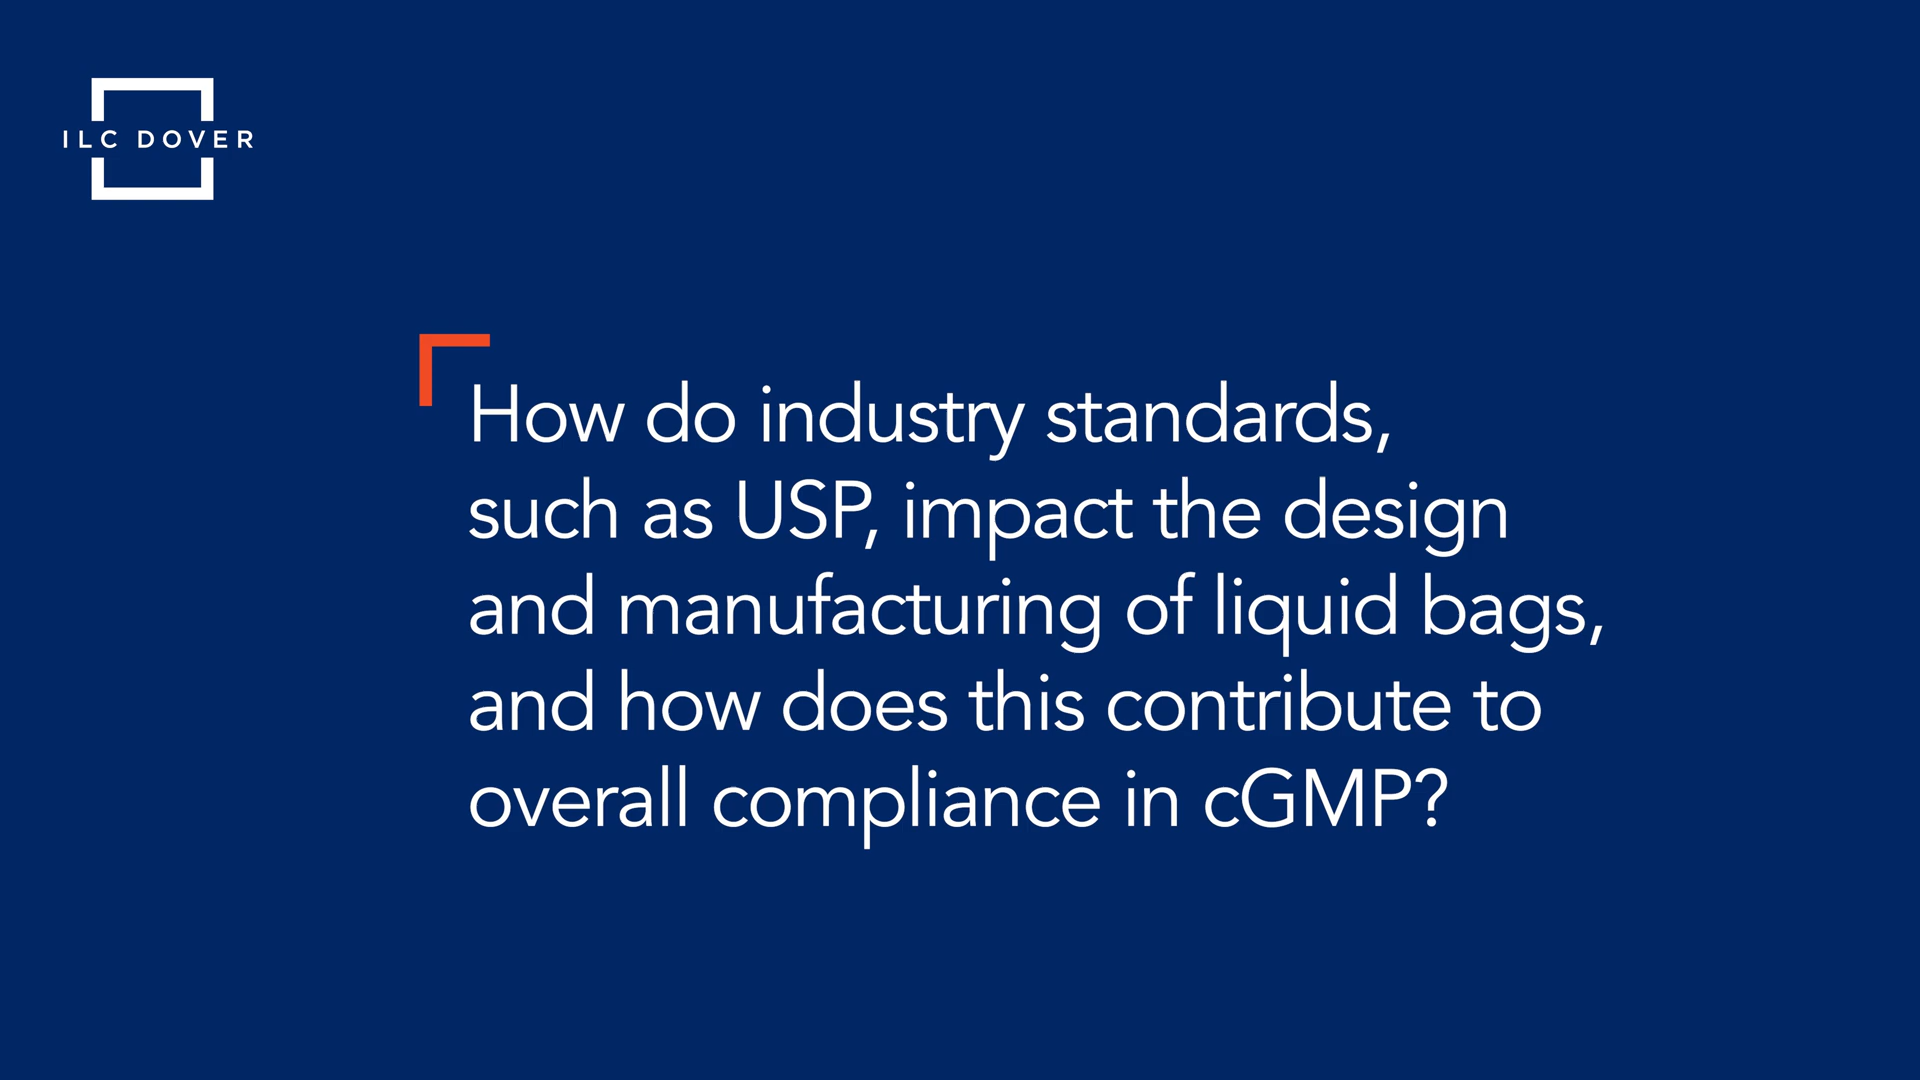 ILC DOVER
How do industry standards,
such as USP, impact the design
and manufacturing of liquid bags,
and how does this contribute to
overall compliance in cGMP?